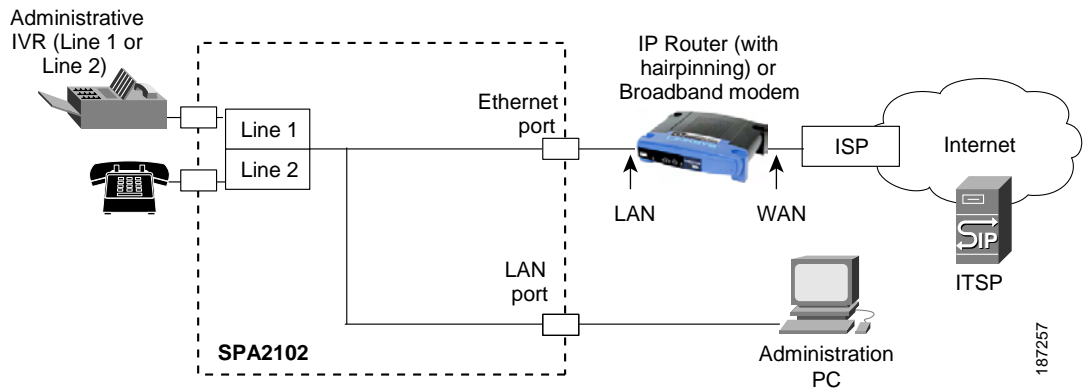 Administrative
IVR (Line 1 or
Line 2)
Line 1
Line 2
Ethernet
port
IP Router (with
hairpinning) or
Broadband modem
LAN
WAN
ISP
Internet
SIP
ITSP
LAN
port
SPA2102
Administration
PC
187257